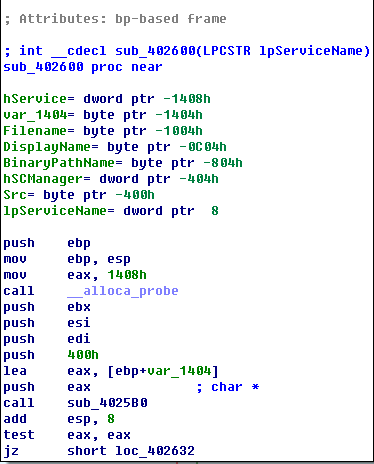 ; Attributes: bp-based frame
; int __cdecl sub_402600(LPCSTR lpServiceName)
sub_402600 proc near
hService= dword ptr -1408h
var_1404= byte ptr -1404h
Filename= byte ptr -1004h
DisplayName= byte ptr -0C04h
BinaryPathName= byte ptr -804h
hSCManager= dword ptr -404h
Src= byte ptr -400h
lpServiceName= dword ptr  8
push    ebp
mov     ebp, esp
mov     eax, 1408h
call    __alloca_probe
push    ebx
push    esi
push    edi
push    400h
lea     eax, [ebp+var_1404]
push    eax             ; char *
call    sub_4025B0
add     esp, 8
test    eax, eax
jz      short loc_402632